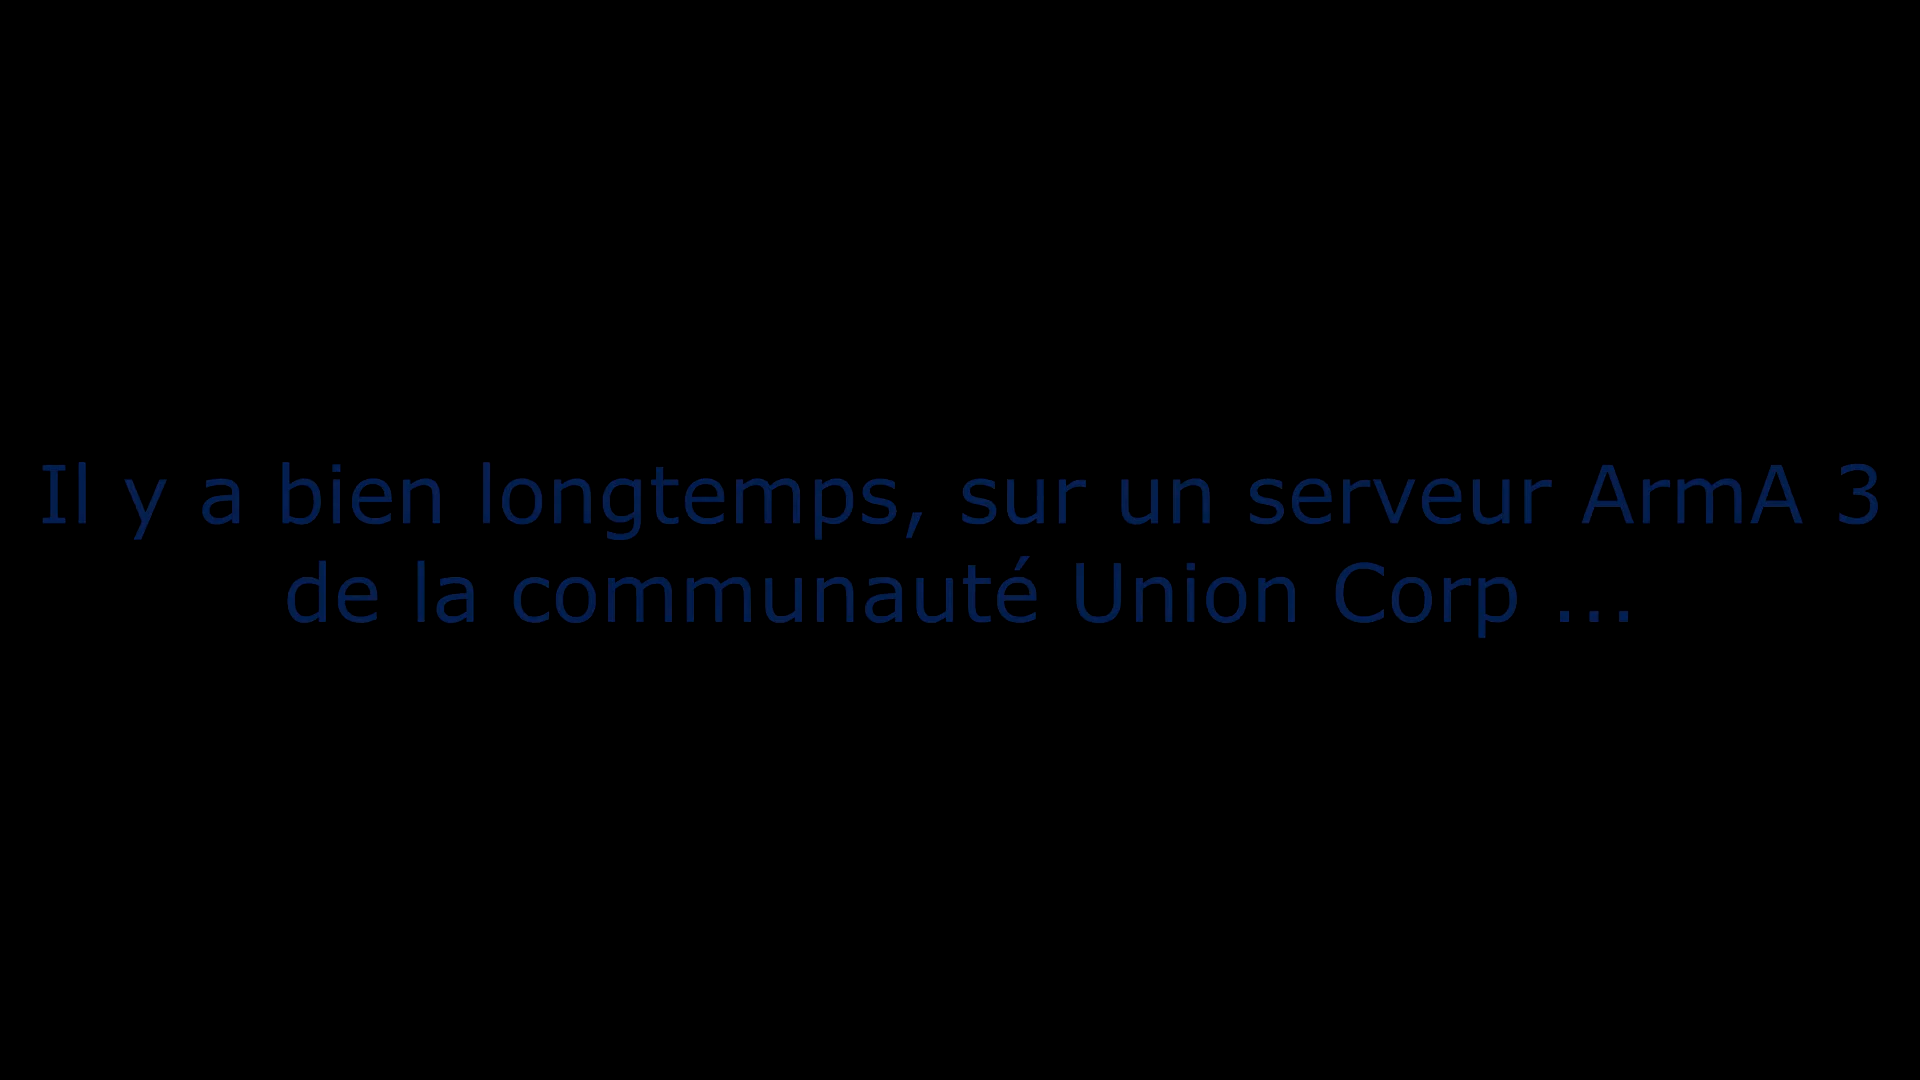 Il y a bien longtemps, sur un serveur ArmA 3
de la communauté Union Corp ...